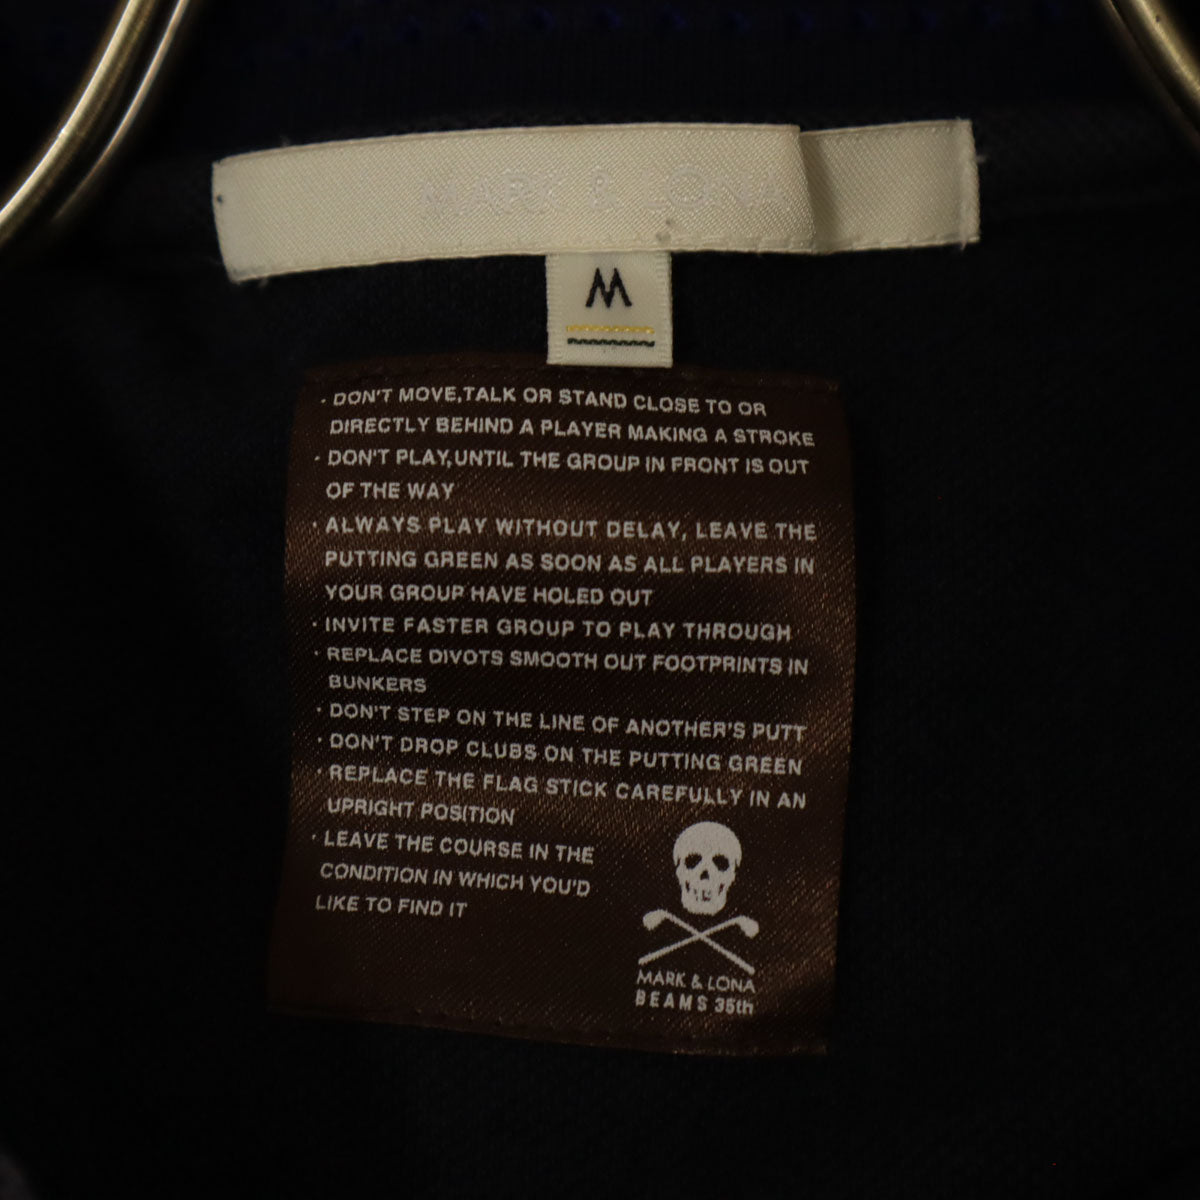 MARK & LONA
M
· DON'T MOVE,TALK OR STAND CLOSE TO OR
DIRECTLY BEHIND A PLAYER MAKING A STROKE
· DON'T PLAY,UNTIL THE GROUP IN FRONT IS OUT
OF THE WAY
· ALWAYS PLAY WITHOUT DELAY, LEAVE THE
PUTTING GREEN AS SOON AS ALL PLAYERS IN
YOUR GROUP HAVE HOLED OUT
· INVITE FASTER GROUP TO PLAY THROUGH
· REPLACE DIVOTS SMOOTH OUT FOOTPRINTS IN
BUNKERS
· DON'T STEP ON THE LINE OF ANOTHER'S PUTT
· DON'T DROP CLUBS ON THE PUTTING GREEN
· REPLACE THE FLAG STICK CAREFULLY IN AN
UPRIGHT POSITION
· LEAVE THE COURSE IN THE
CONDITION IN WHICH YOU'D
LIKE TO FIND IT
MARK & LONA
BEAMS 35th